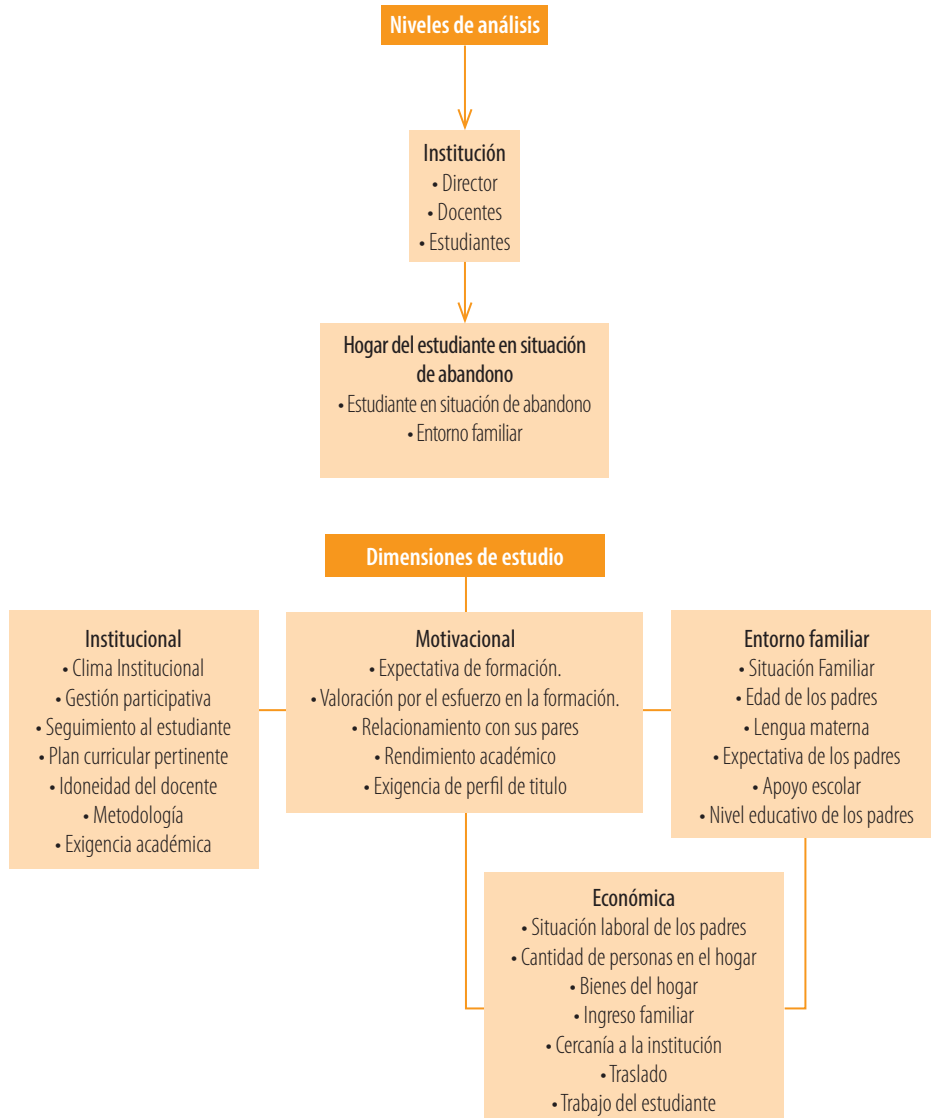 Niveles de análisis
Institución
• Director
• Docentes
• Estudiantes
Hogar del estudiante en situación
de abandono
• Estudiante en situación de abandono
• Entorno familiar
Dimensiones de estudio
Institucional
• Clima Institucional
• Gestión participativa
• Seguimiento al estudiante
• Plan curricular pertinente
• Idoneidad del docente
• Metodología
• Exigencia académica
Motivacional
• Expectativa de formación.
• Valoración por el esfuerzo en la formación.
• Relacionamiento con sus pares
• Rendimiento académico
• Exigencia de perfil de titulo
Entorno familiar
• Situación Familiar
• Edad de los padres
• Lengua materna
• Expectativa de los padres
• Apoyo escolar
• Nivel educativo de los padres
Económica
• Situación laboral de los padres
• Cantidad de personas en el hogar
• Bienes del hogar
• Ingreso familiar
• Cercanía a la institución
• Traslado
• Trabajo del estudiante